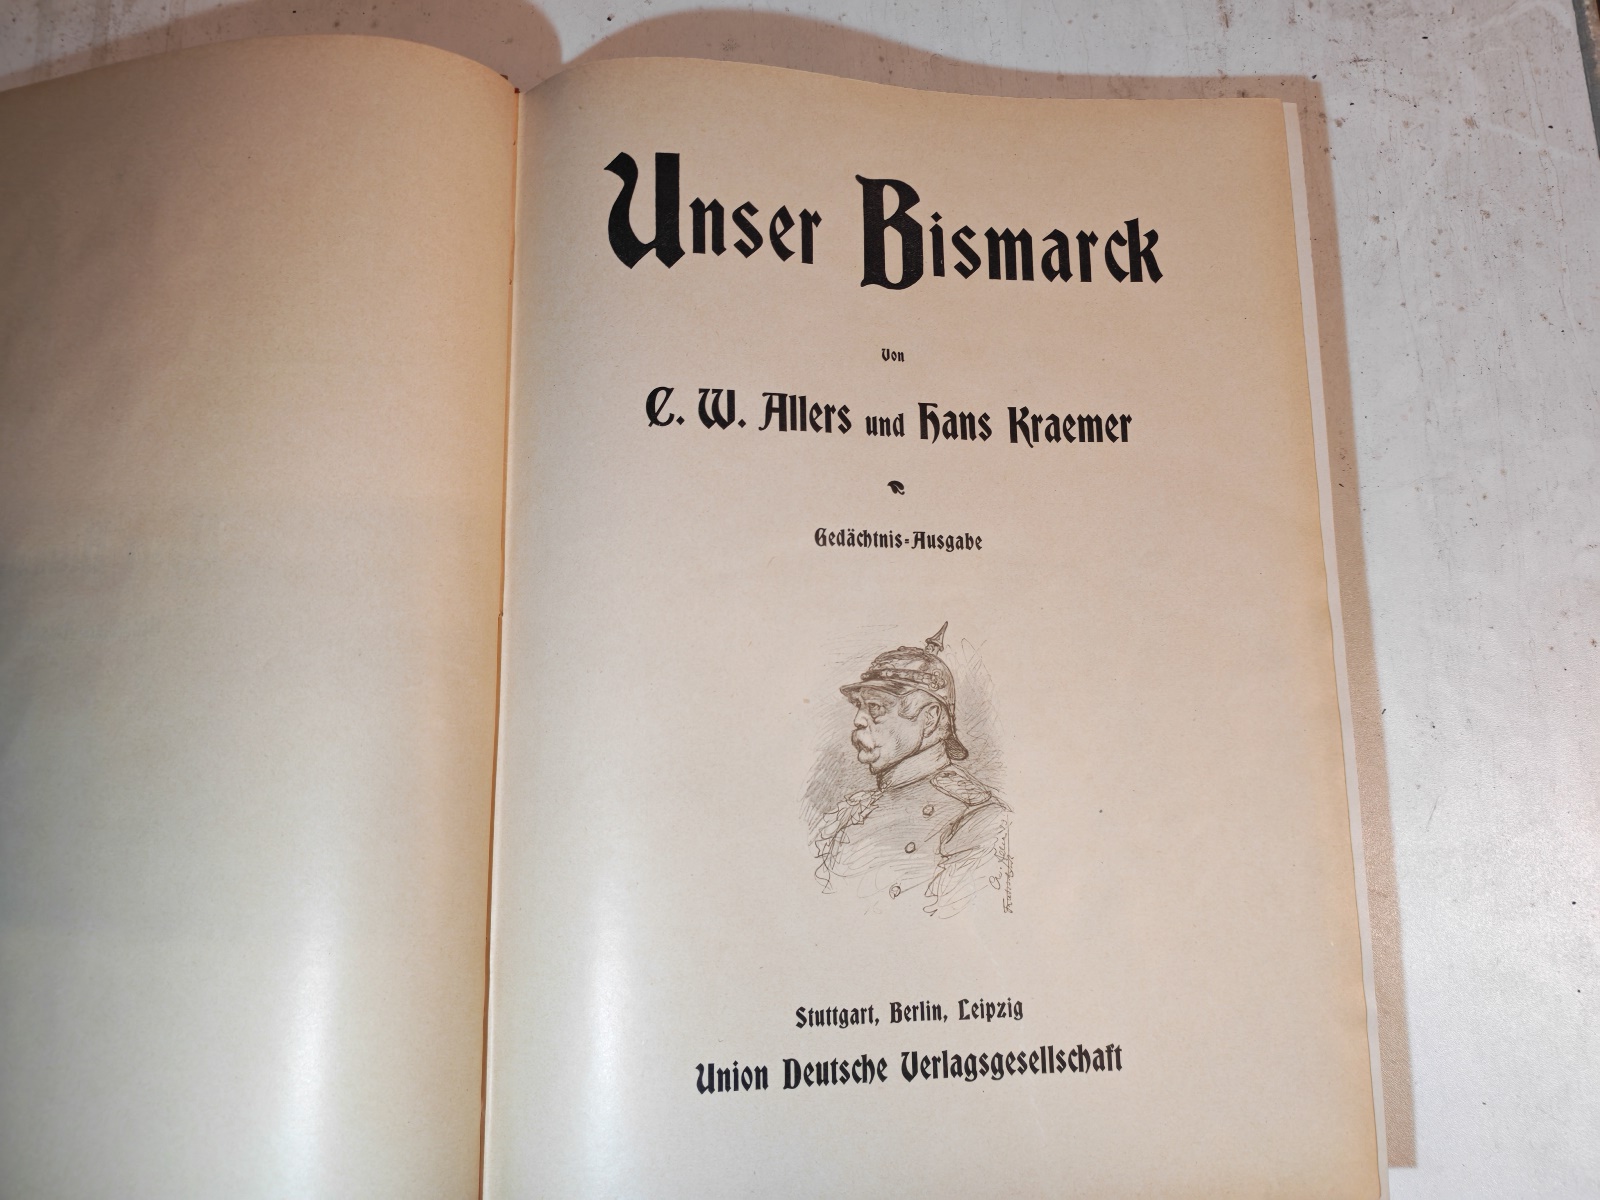 Unser Bismarck
Von
C. W. Allers und Hans Kraemer
Gedächtnis-Ausgabe
Stuttgart, Berlin, Leipzig
Union Deutsche Verlagsgesellschaft